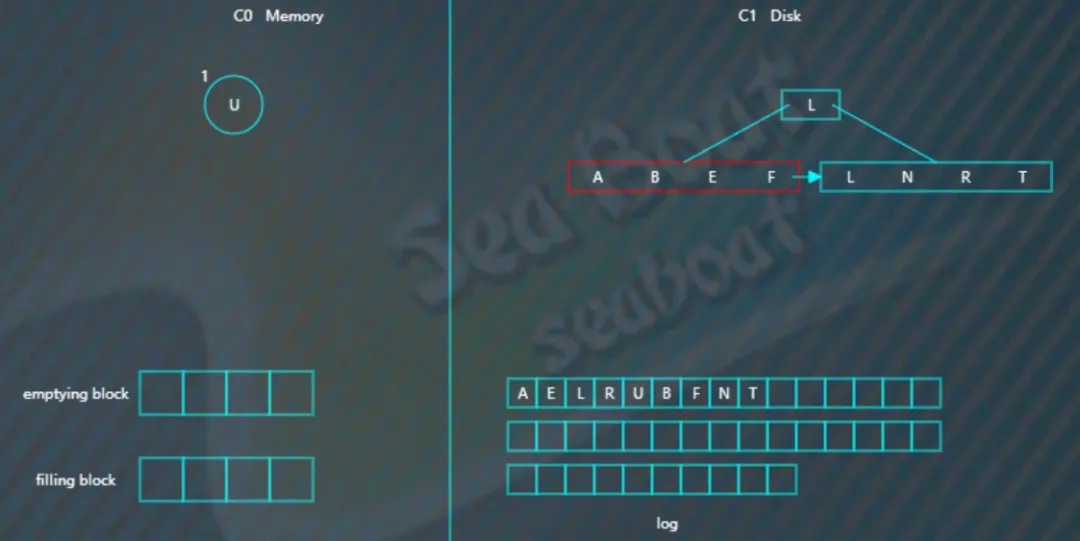 C0 Memory
C1 Disk
1
U
L
A B E F
L N R T
Sea Boat
seaboat
emptying block
A E L R U B F N T
filling block
log